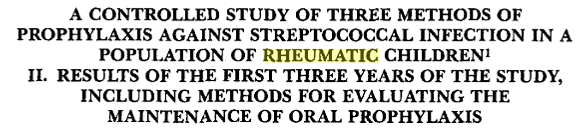 A CONTROLLED STUDY OF THREE METHODS OF
PROPHYLAXIS AGAINST STREPTOCOCCAL INFECTION IN A
POPULATION OF RHEUMATIC CHILDREN¹
II. RESULTS OF THE FIRST THREE YEARS OF THE STUDY,
INCLUDING METHODS FOR EVALUATING THE
MAINTENANCE OF ORAL PROPHYLAXIS